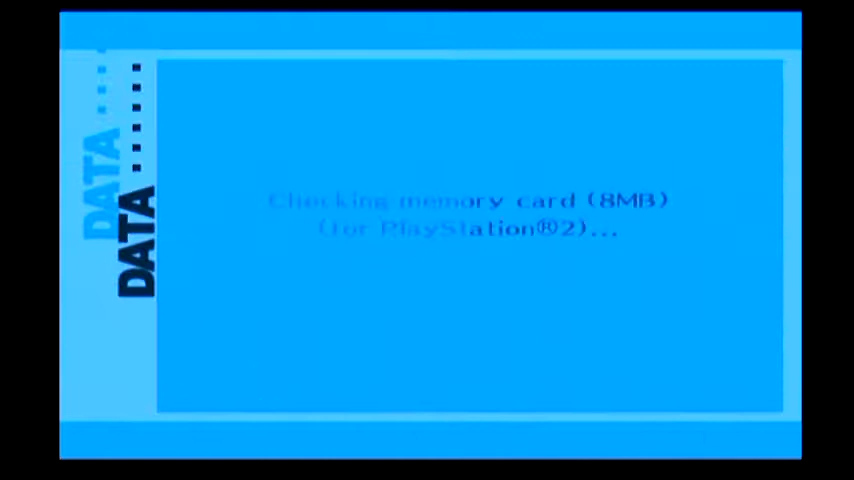 DATA......
DATA......
Checking memory card (8MB)
(for PlayStation®2)...